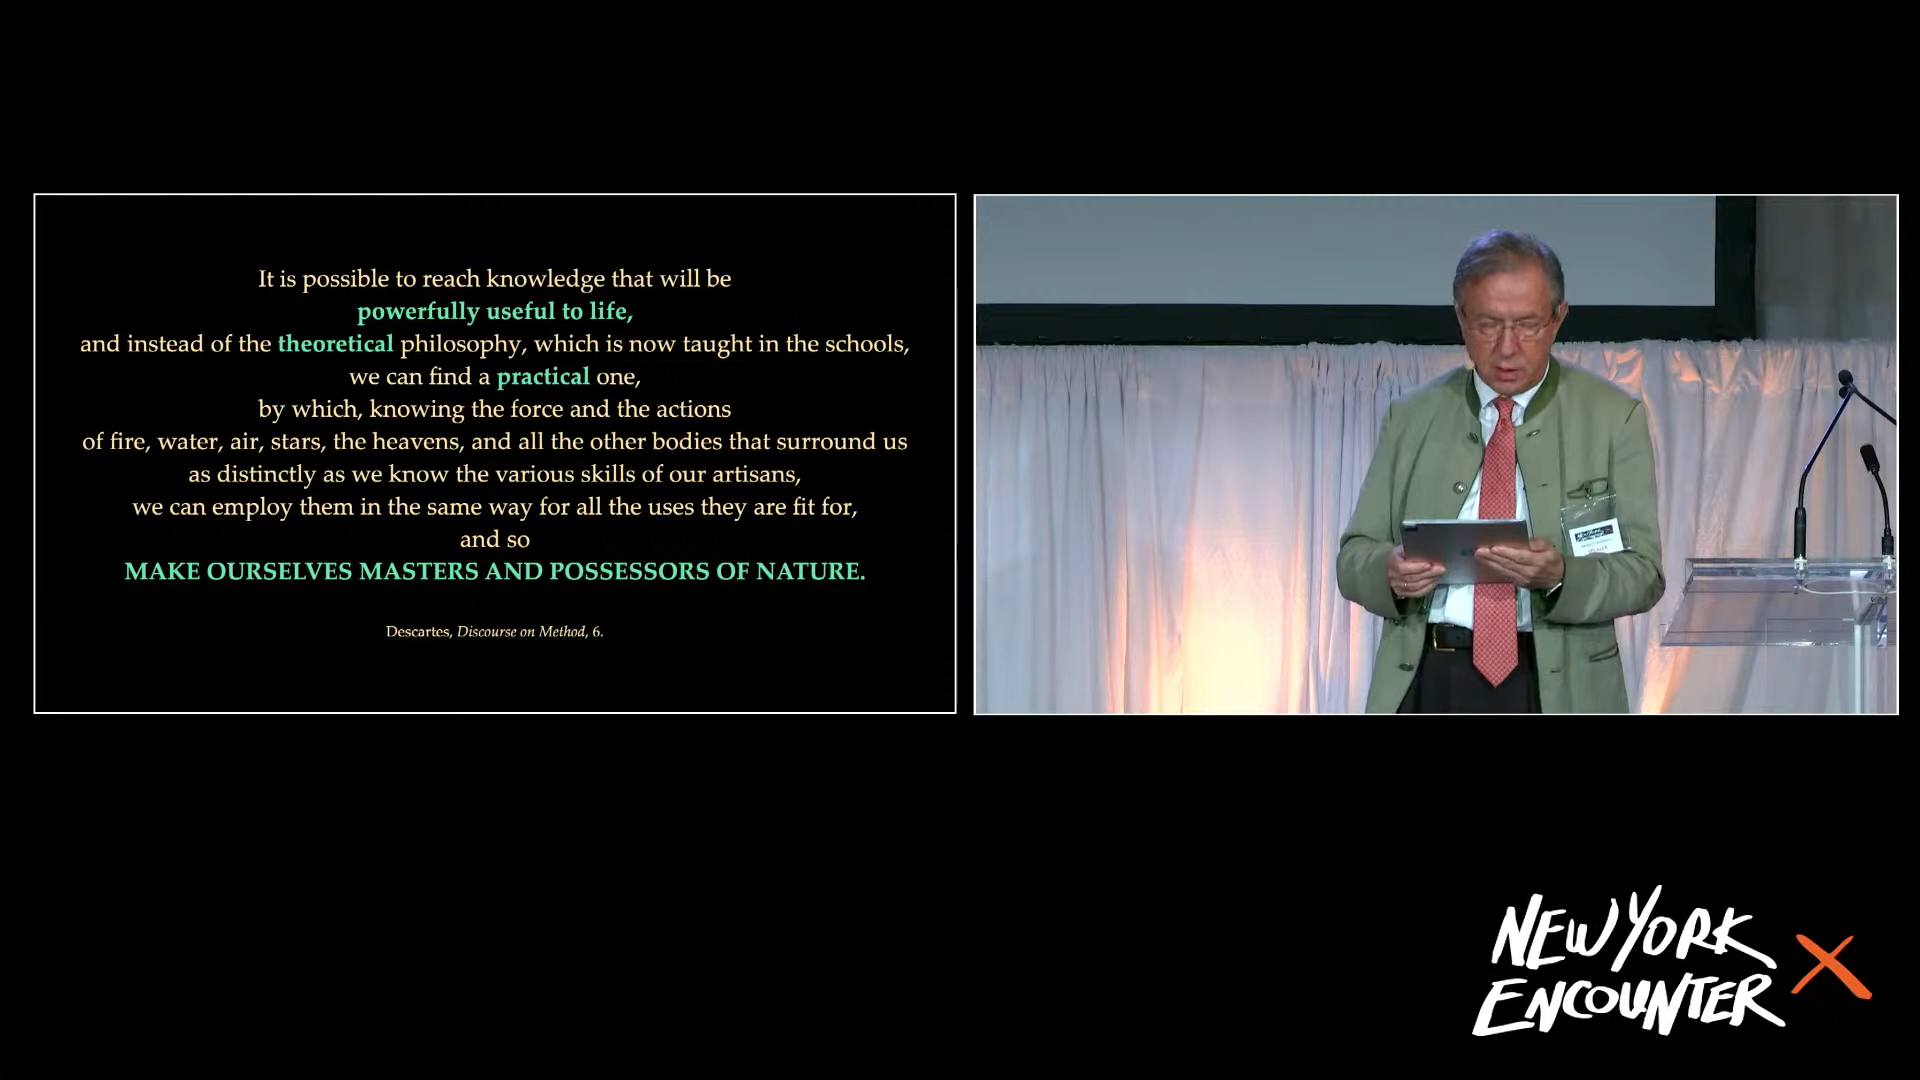 It is possible to reach knowledge that will be
powerfully useful to life,
and instead of the theoretical philosophy, which is now taught in the schools,
we can find a practical one,
by which, knowing the force and the actions
of fire, water, air, stars, the heavens, and all the other bodies that surround us
as distinctly as we know the various skills of our artisans,
we can employ them in the same way for all the uses they are fit for,
and so
MAKE OURSELVES MASTERS AND POSSESSORS OF NATURE.
Descartes, Discourse on Method, 6.
SPEAKER
NEW YORK
ENCOUNTER